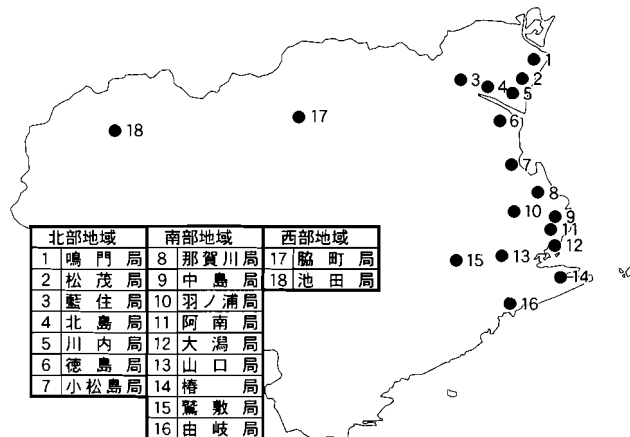 1
2
3
4
5
6
17
18
7
8
10
9
11
12
13
15
14
16
北部地域 南部地域 西部地域
1 鳴門局 8 那賀川局 17 脇町局
2 松茂局 9 中島局 18 池田局
3 藍住局 10 羽ノ浦局
4 北島局 11 阿南局
5 川内局 12 大潟局
6 徳島局 13 山口局
7 小松島局 14 椿局
15 鷲敷局
16 由岐局